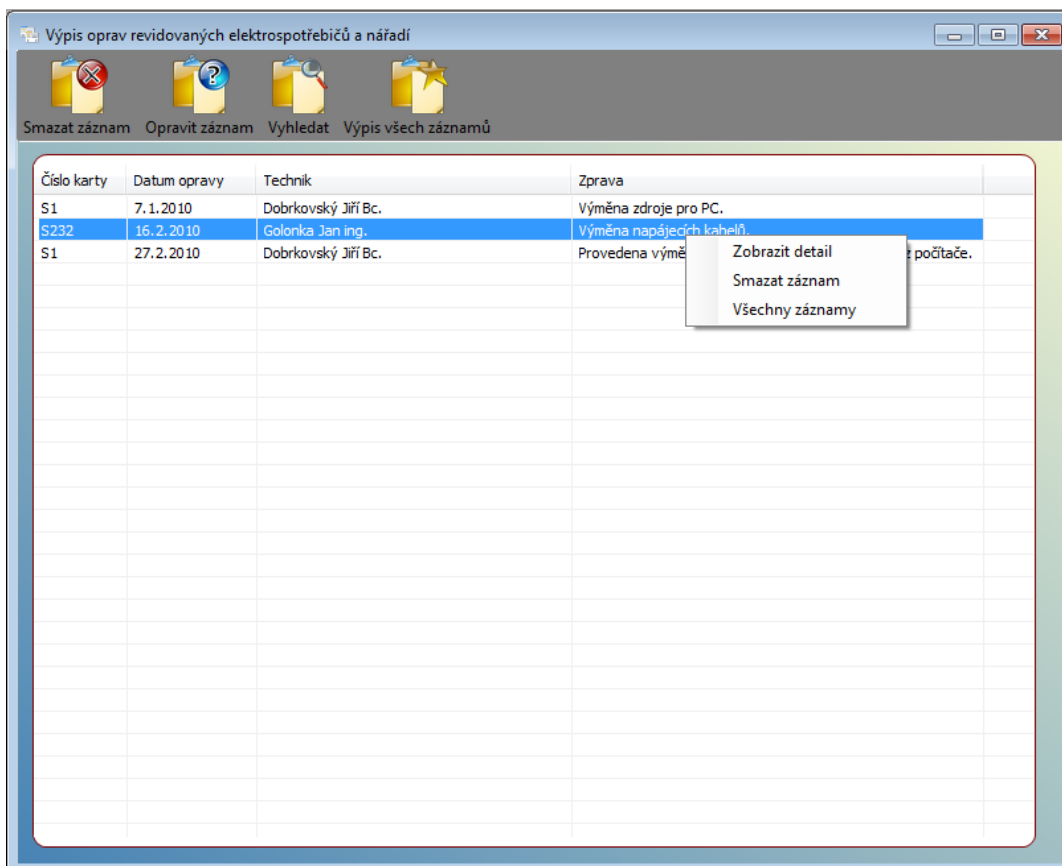 Výpis oprav revidovaných elektrospotřebičů a nářadí
Smazat záznam Opravit záznam Vyhledat Výpis všech záznamů
Číslo karty Datum opravy Technik Zprava
S1 7.1.2010 Dobrkovský Jiří Bc. Výměna zdroje pro PC.
S232 16.2.2010 Golonka Jan ing. Výměna napájecích kabelů.
S1 27.2.2010 Dobrkovský Jiří Bc. Provedena výmě počítače.
Zobrazit detail
Smazat záznam
Všechny záznamy